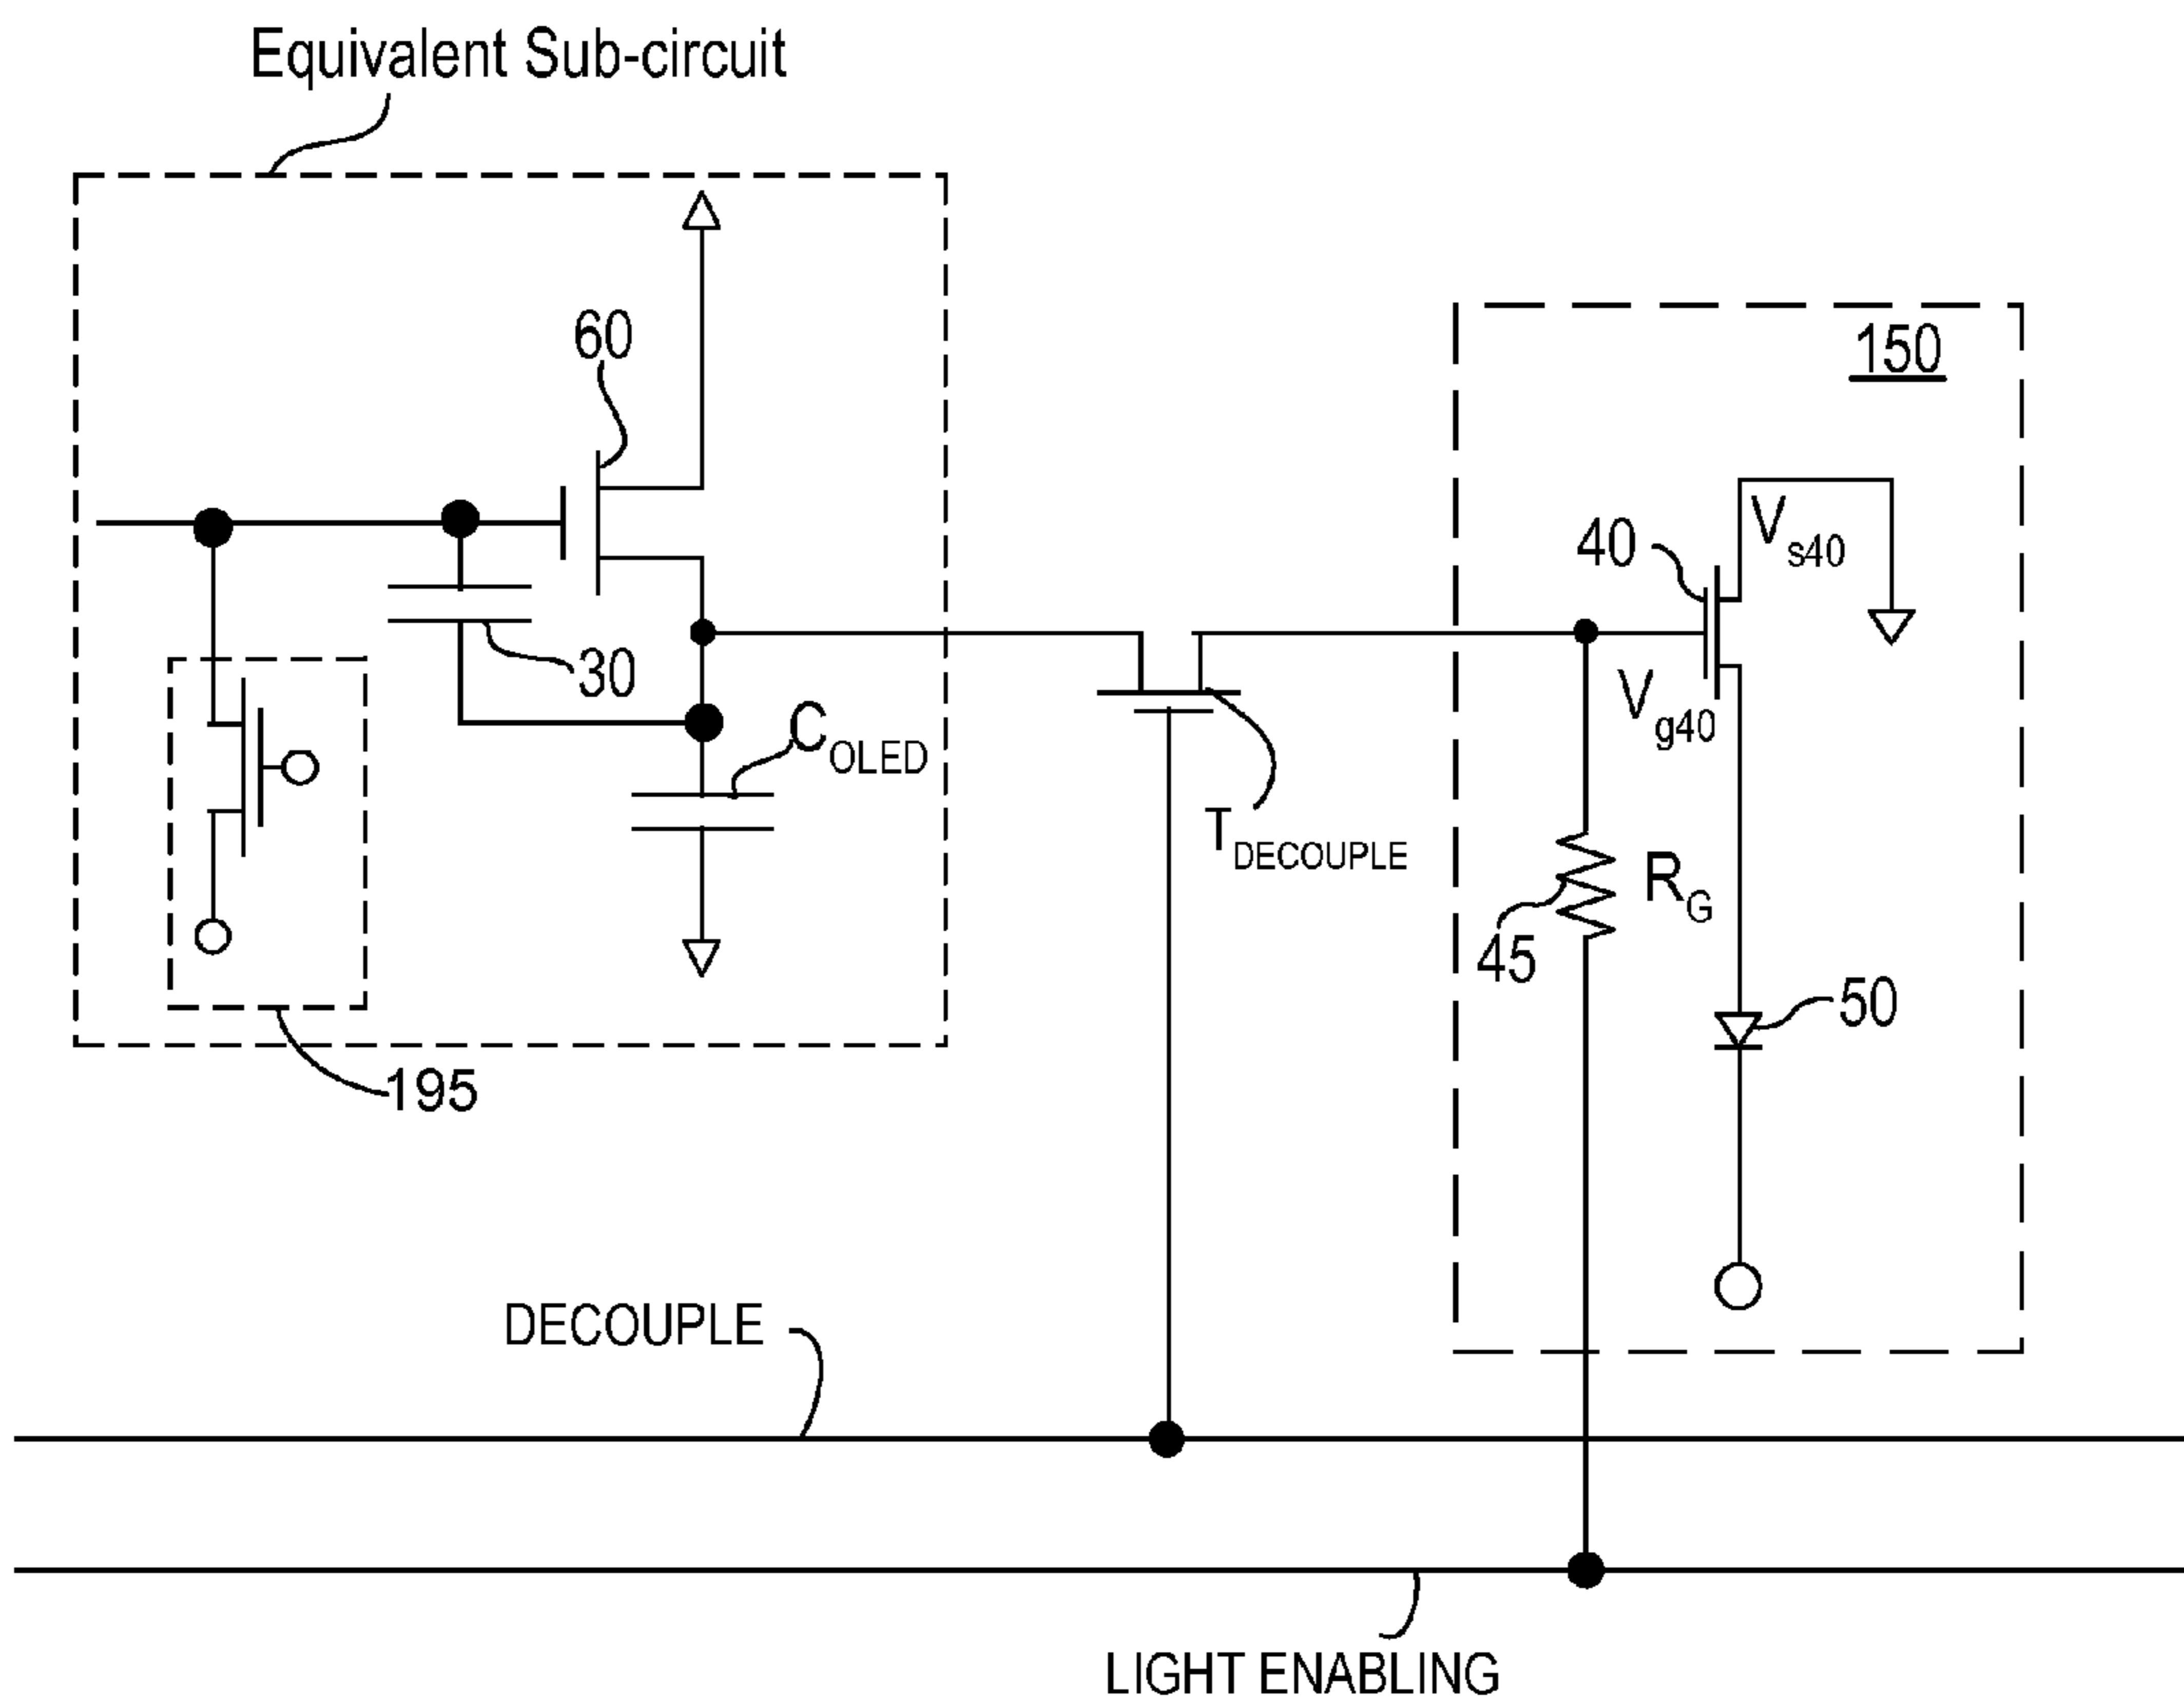 Equivalent Sub-circuit
60
150
40
Vs40
30
Vg40
COLED
TDECOUPLE
RG
45
50
195
DECOUPLE
LIGHT ENABLING